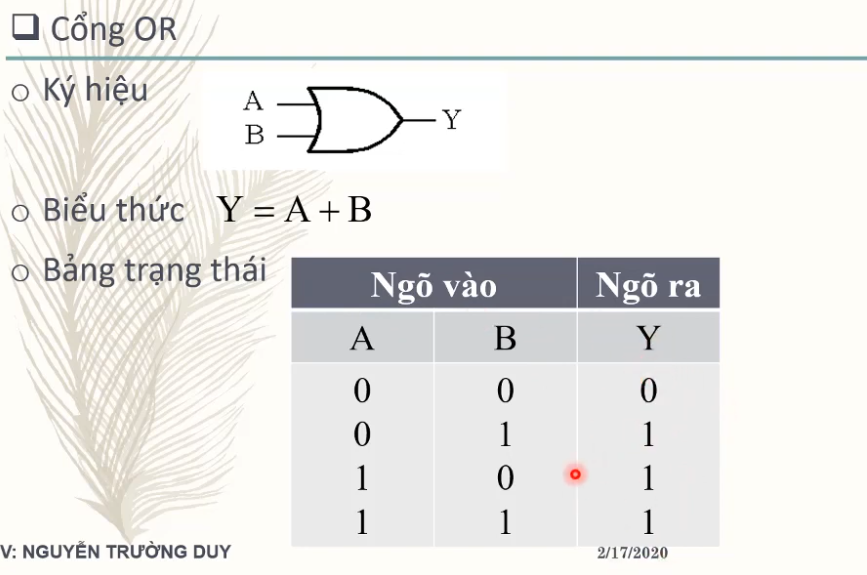 Cổng OR
Ký hiệu
A
B
Y
Biểu thức Y = A + B
Bảng trạng thái
Ngõ vào Ngõ ra
A B Y
0 0 0
0 1 1
1 0 1
1 1 1
V: NGUYỄN TRƯỜNG DUY 2/17/2020